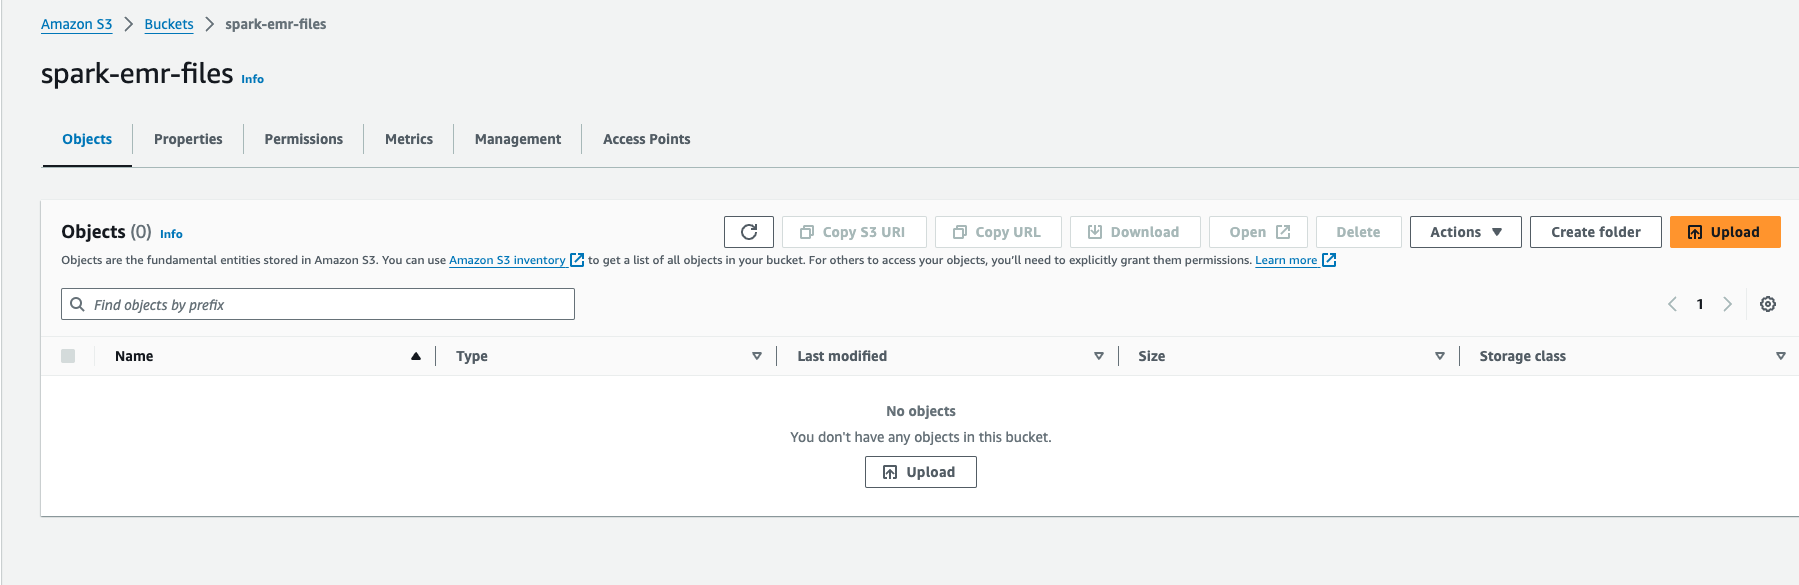 Amazon S3 > Buckets > spark-emr-files
spark-emr-files Info
Objects Properties Permissions Metrics Management Access Points
Objects (0) Info
Copy S3 URI Copy URL Download Open Delete Actions Create folder Upload
Objects are the fundamental entities stored in Amazon S3. You can use Amazon S3 inventory to get a list of all objects in your bucket. For others to access your objects, you'll need to explicitly grant them permissions. Learn more
Find objects by prefix
1
Name Type Last modified Size Storage class
No objects
You don't have any objects in this bucket.
Upload